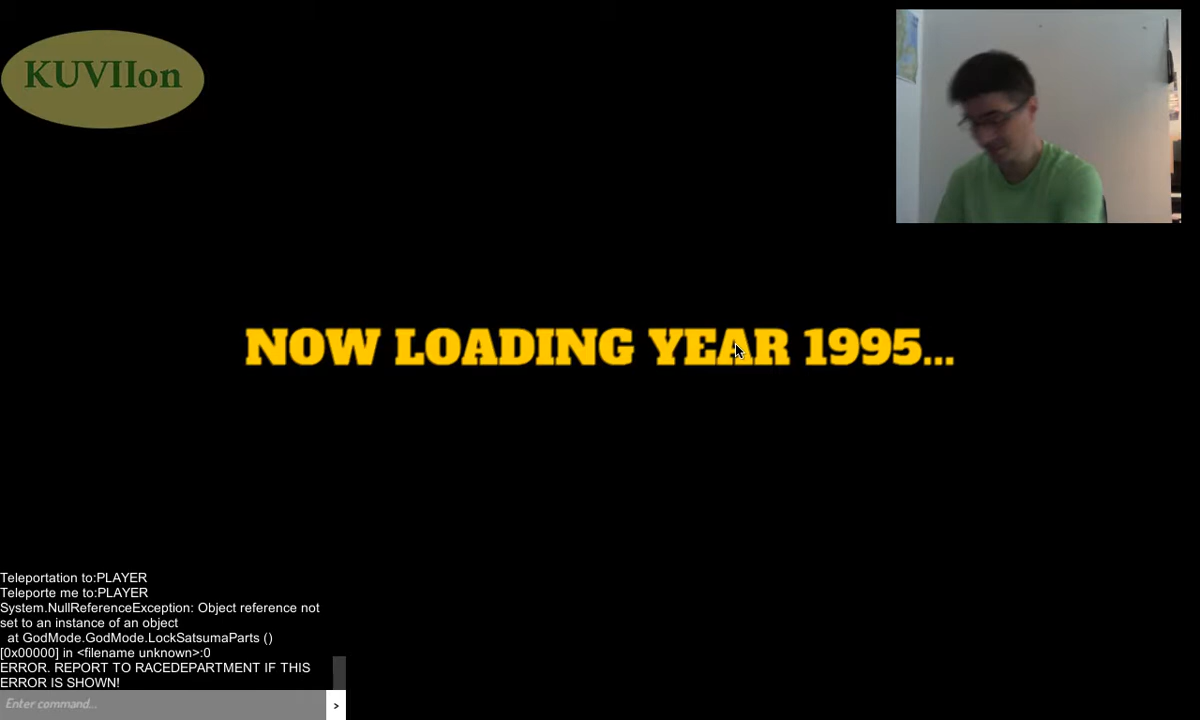 KUVIIon
NOW LOADING YEAR 1995...
Teleportation to:PLAYER
Teleporte me to:PLAYER
System.NullReferenceException: Object reference not
set to an instance of an object
at GodMode.GodMode.LockSatsumaParts ()
[0x00000] in <filename unknown>:0
ERROR. REPORT TO RACEDEPARTMENT IF THIS
ERROR IS SHOWN!
Enter command... >